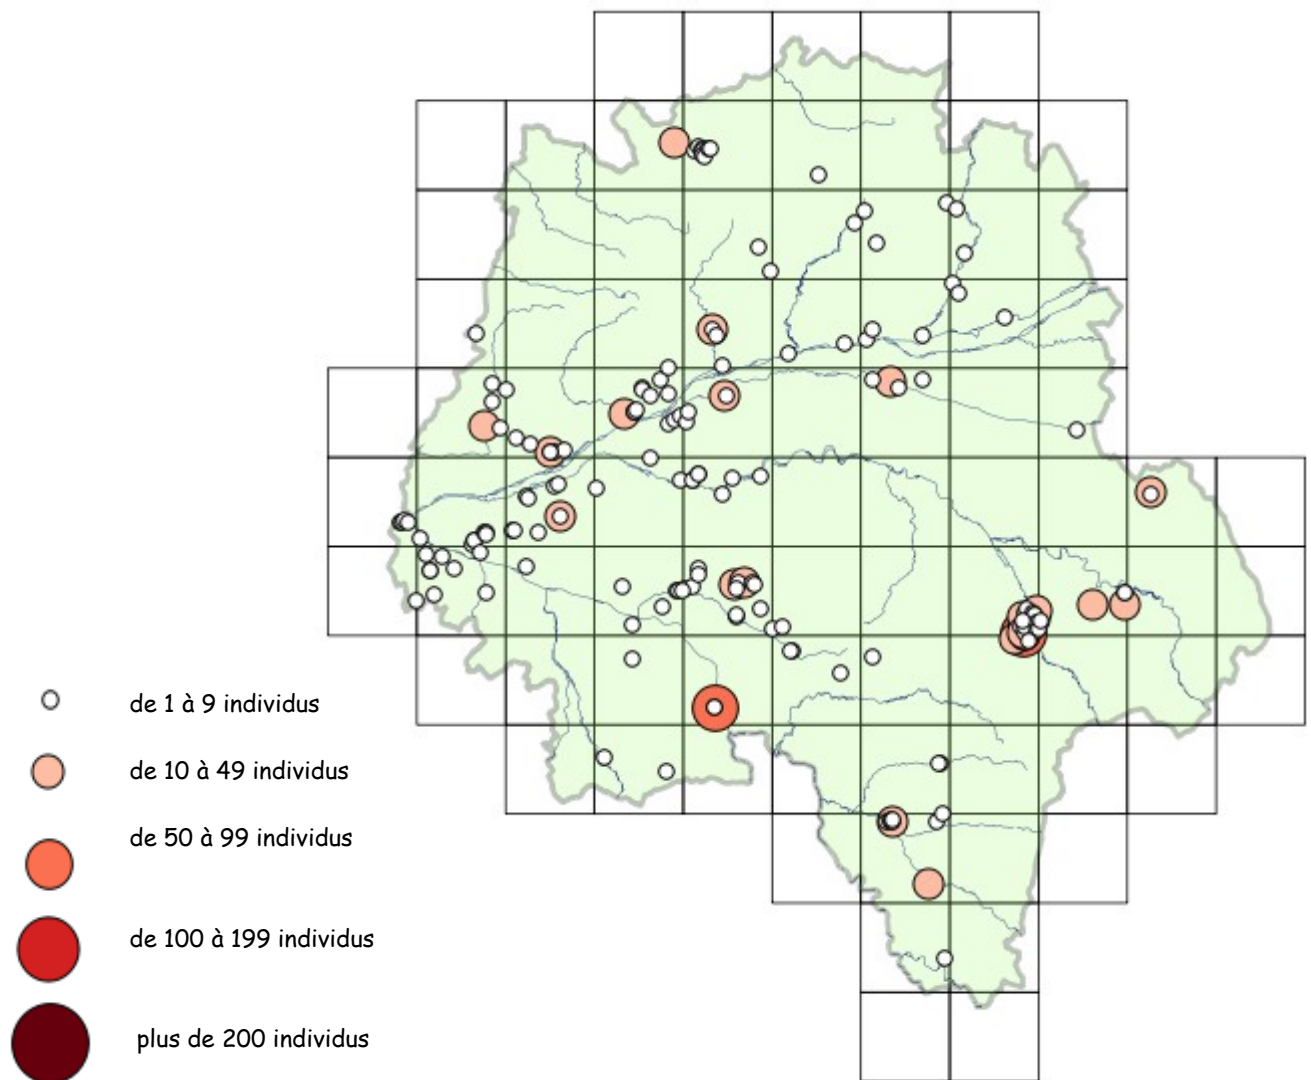 de 1 à 9 individus
de 10 à 49 individus
de 50 à 99 individus
de 100 à 199 individus
plus de 200 individus